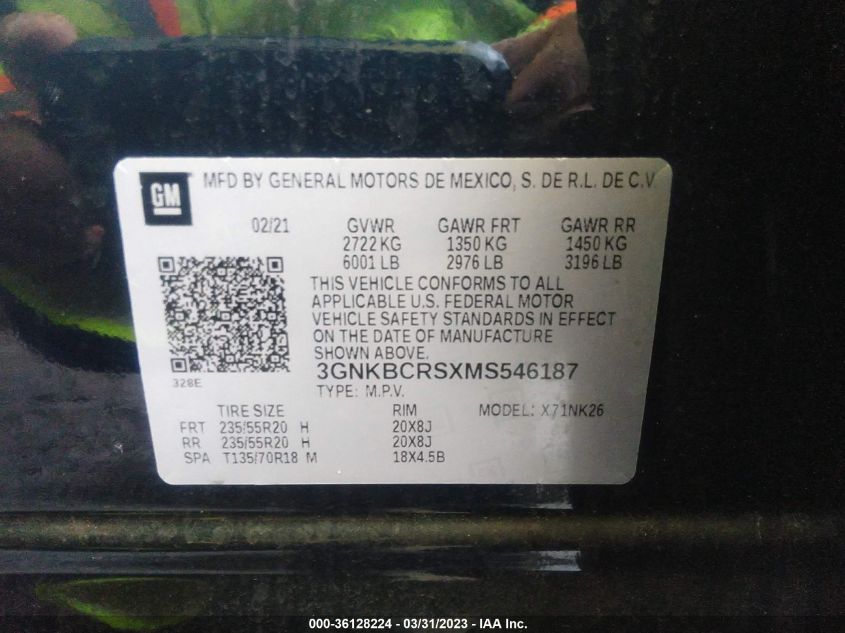 GM
MFD BY GENERAL MOTORS DE MEXICO, S. DE R.L. DE C.V.
02/21 GVWR GAWR FRT GAWR RR
2722 KG 1350 KG 1450 KG
6001 LB 2976 LB 3196 LB
THIS VEHICLE CONFORMS TO ALL
APPLICABLE U.S. FEDERAL MOTOR
VEHICLE SAFETY STANDARDS IN EFFECT
ON THE DATE OF MANUFACTURE
SHOWN ABOVE.
3GNKBCRSXMS546187
328E
TYPE: M.P.V.
TIRE SIZE RIM MODEL: X71NK26
FRT 235/55R20 H 20X8J
RR 235/55R20 H 20X8J
SPA T135/70R18 M 18X4.5B
000-36128224 - 03/31/2023 - IAA Inc.